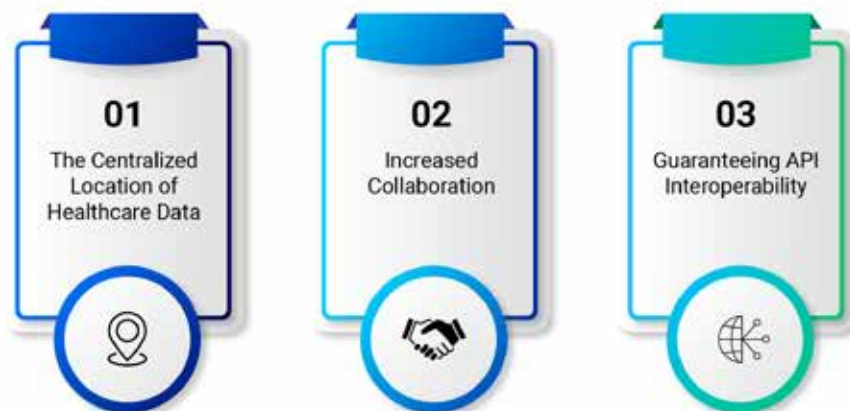 01
The Centralized
Location of
Healthcare Data
02
Increased
Collaboration
03
Guaranteeing API
Interoperability